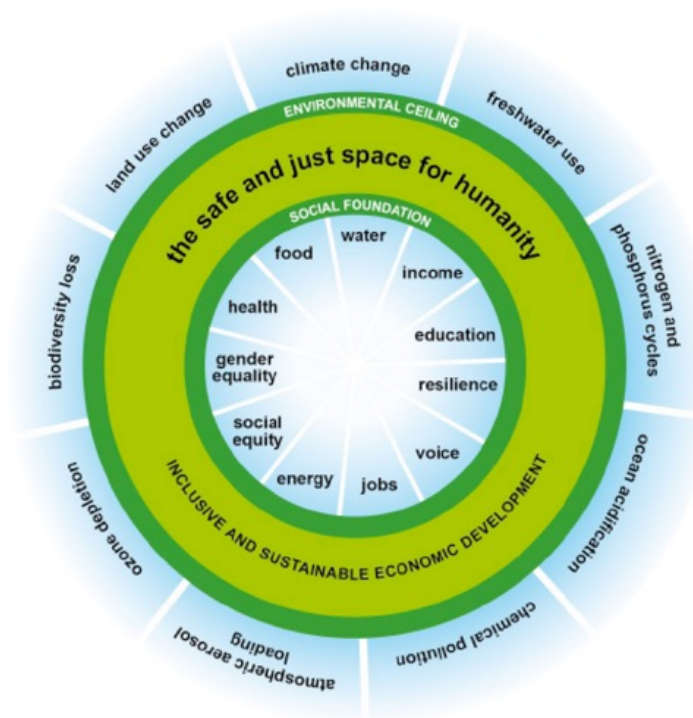 climate change
freshwater use
nitrogen and
phosphorus cycles
ocean acidification
chemical pollution
atmospheric aerosol
loading
ozone depletion
biodiversity loss
land use change
ENVIRONMENTAL CEILING
the safe and just space for humanity
SOCIAL FOUNDATION
water
income
education
resilience
voice
jobs
energy
social
equity
gender
equality
health
food
INCLUSIVE AND SUSTAINABLE ECONOMIC DEVELOPMENT